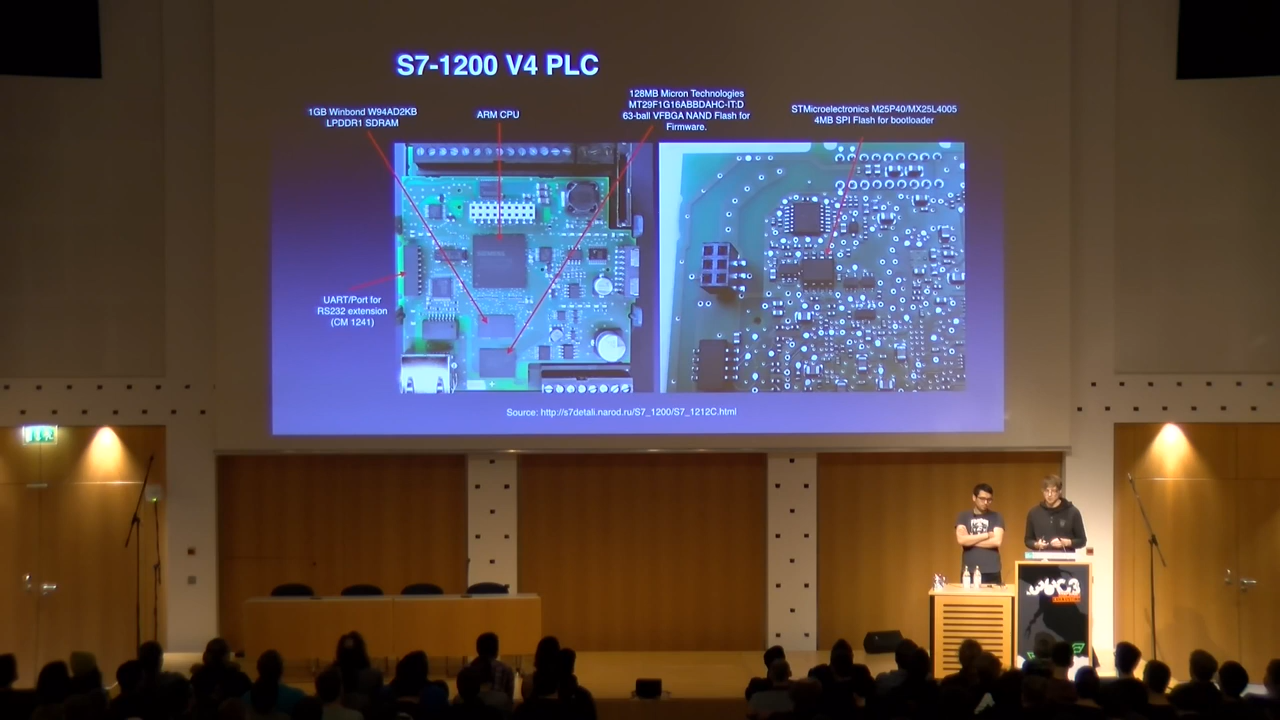 S7-1200 V4 PLC
1GB Winbond W94AD2KB
LPDDR1 SDRAM
ARM CPU
128MB Micron Technologies
MT29F1G16ABBDAHC-IT:D
63-ball VFBGA NAND Flash for
Firmware.
STMicroelectronics M25P40/MX25L4005
4MB SPI Flash for bootloader
UART/Port for
RS232 extension
(CM 1241)
Source: http://s7detali.narod.ru/S7_1200/S7_1212C.html